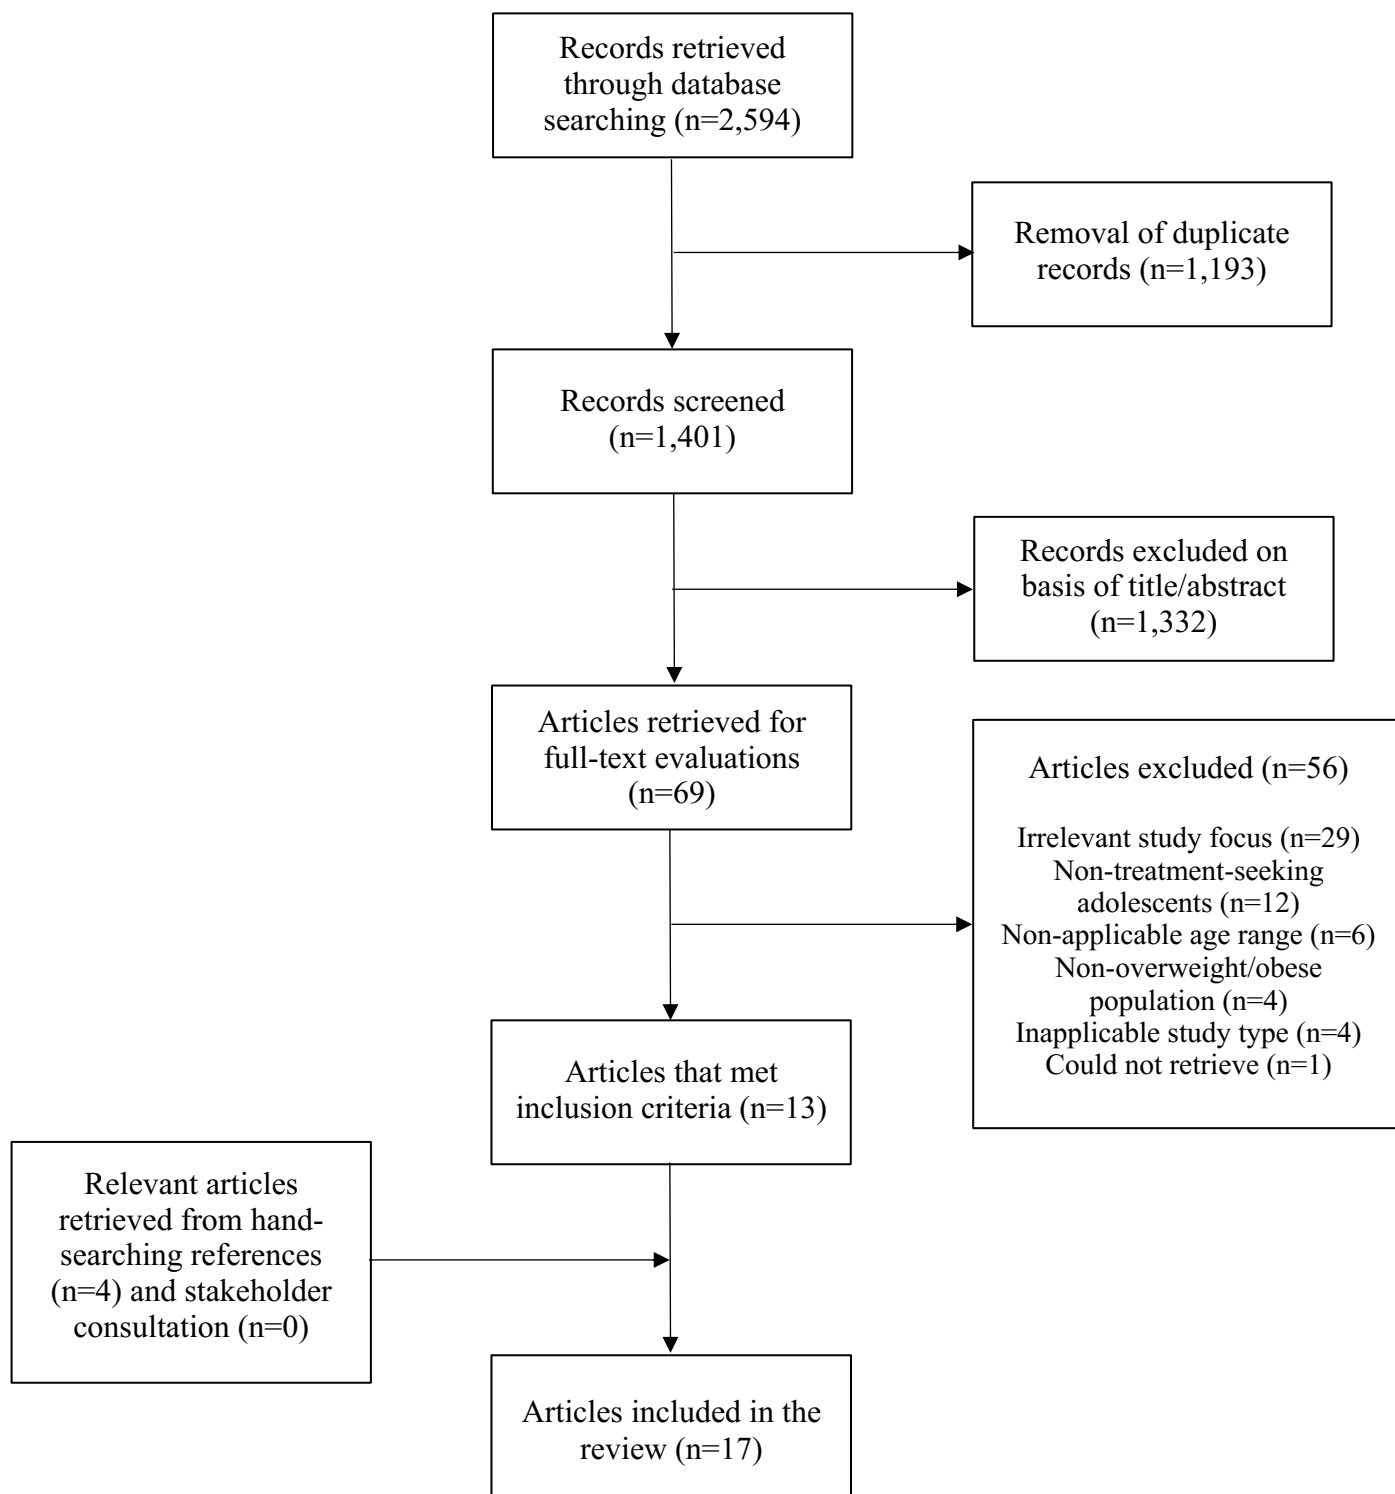 Records retrieved
through database
searching (n=2,594)
Removal of duplicate
records (n=1,193)
Records screened
(n=1,401)
Records excluded on
basis of title/abstract
(n=1,332)
Articles retrieved for
full-text evaluations
(n=69)
Articles excluded (n=56)
Irrelevant study focus (n=29)
Non-treatment-seeking
adolescents (n=12)
Non-applicable age range (n=6)
Non-overweight/obese
population (n=4)
Inapplicable study type (n=4)
Could not retrieve (n=1)
Articles that met
inclusion criteria (n=13)
Relevant articles
retrieved from hand-
searching references
(n=4) and stakeholder
consultation (n=0)
Articles included in the
review (n=17)